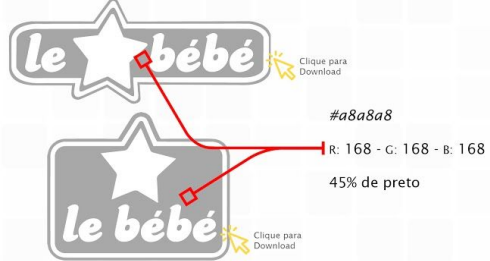 le bébé
Clique para
Download
#a8a8a8
R: 168 - G: 168 - B: 168
45% de preto
le bébé
Clique para
Download